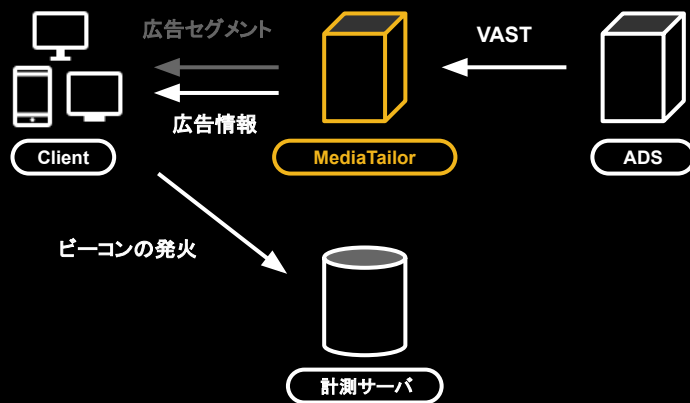 広告セグメント
VAST
広告情報
Client
MediaTailor
ADS
ビーコンの発火
計測サーバ